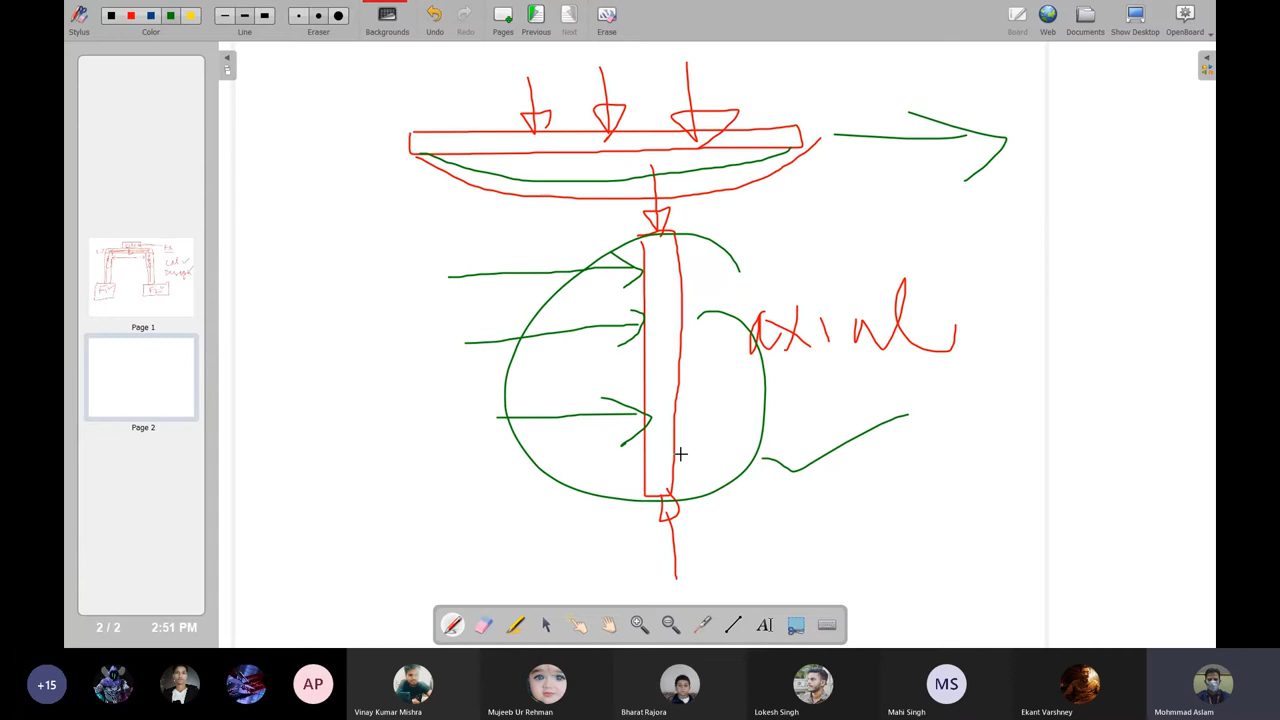 Stylus
Color
Line
Eraser
Backgrounds
Undo
Redo
Pages
Previous
Next
Erase
Board
Web
Documents
Show Desktop
OpenBoard
axial
Page 1
Page 2
2 / 2
2:51 PM
AI
+15
AP
Vinay Kumar Mishra
Mujeeb Ur Rehman
Bharat Rajora
Lokesh Singh
MS
Mahi Singh
Ekant Varshney
Mohmmad Aslam